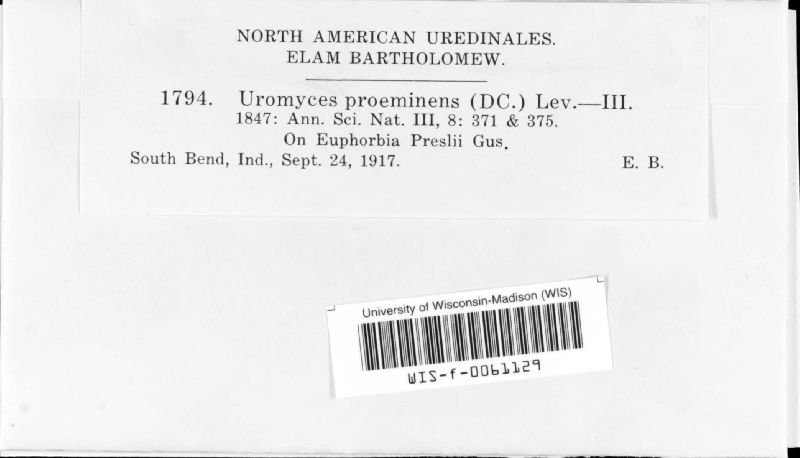 NORTH AMERICAN UREDINALES.
ELAM BARTHOLOMEW.
1794. Uromyces proeminens (DC.) Lev.—III.
1847: Ann. Sci. Nat. III, 8: 371 & 375.
On Euphorbia Preslii Gus.
South Bend, Ind., Sept. 24, 1917. E. B.
University of Wisconsin-Madison (WIS)
WIS-f-0061129